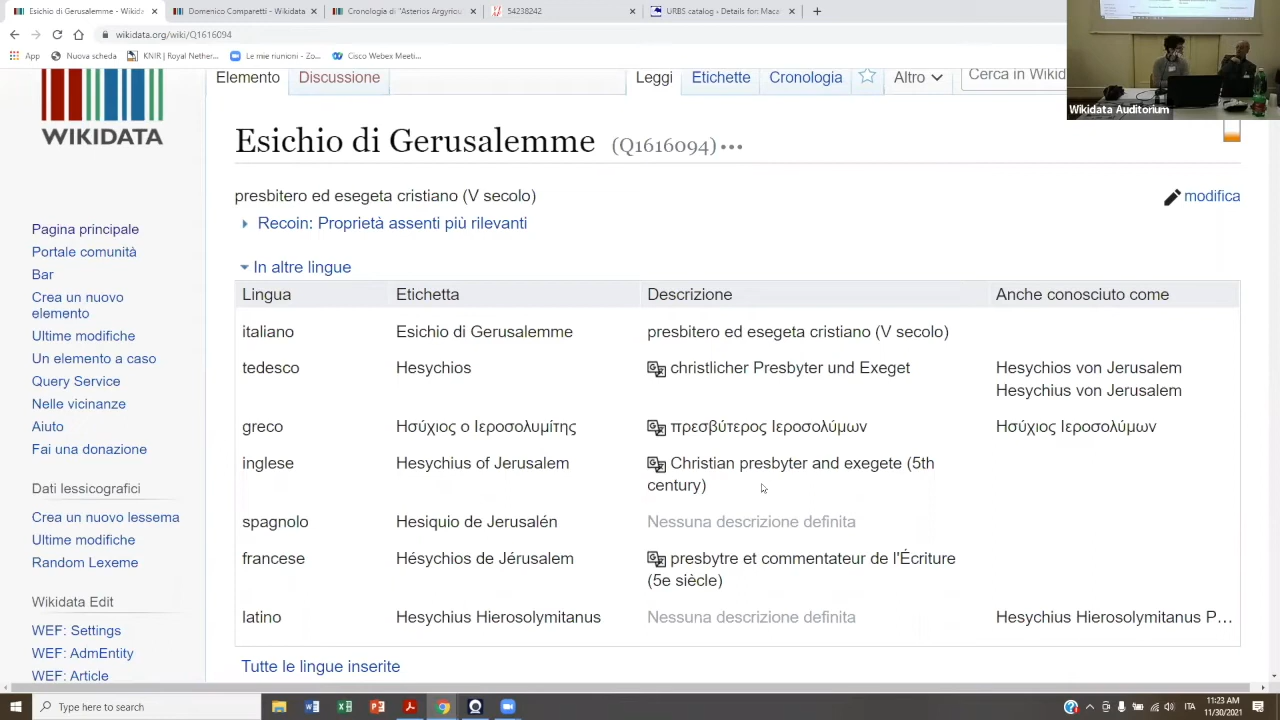 Esichio di Gerusalemme - Wikida
Domenico Comparetti - Wikidata
Cronologia di "Asterios Argyro
54238242
URBS catalog - Details for: Maca
wikidata.org/wiki/Q1616094
App
Nuova scheda
KNIR | Royal Nether...
Le mie riunioni - Zo...
Cisco Webex Meeti...
Elemento
Discussione
Leggi
Etichette
Cronologia
Altro
Cerca in Wikid
Wikidata Auditorium
WIKIDATA
Esichio di Gerusalemme (Q1616094)
presbitero ed esegeta cristiano (V secolo)
modifica
Recoin: Proprietà assenti più rilevanti
In altre lingue
Lingua Etichetta Descrizione Anche conosciuto come
italiano Esichio di Gerusalemme presbitero ed esegeta cristiano (V secolo)
tedesco Hesychios christlicher Presbyter und Exeget Hesychios von Jerusalem
Hesychius von Jerusalem
greco Ησύχιος ο Ιεροσολυμίτης πρεσβύτερος Ιεροσολύμων Ησύχιος Ιεροσολύμων
inglese Hesychius of Jerusalem Christian presbyter and exegete (5th
century)
spagnolo Hesiquio de Jerusalén Nessuna descrizione definita
francese Hésychios de Jérusalem presbytre et commentateur de l'Écriture
(5e siècle)
latino Hesychius Hierosolymitanus Nessuna descrizione definita Hesychius Hierosolymitanus P...
Tutte le lingue inserite
Pagina principale
Portale comunità
Bar
Crea un nuovo
elemento
Ultime modifiche
Un elemento a caso
Query Service
Nelle vicinanze
Aiuto
Fai una donazione
Dati lessicografici
Crea un nuovo lessema
Ultime modifiche
Random Lexeme
Wikidata Edit
WEF: Settings
WEF: AdmEntity
WEF: Article
Type here to search
ITA
11:23 AM
11/30/2021